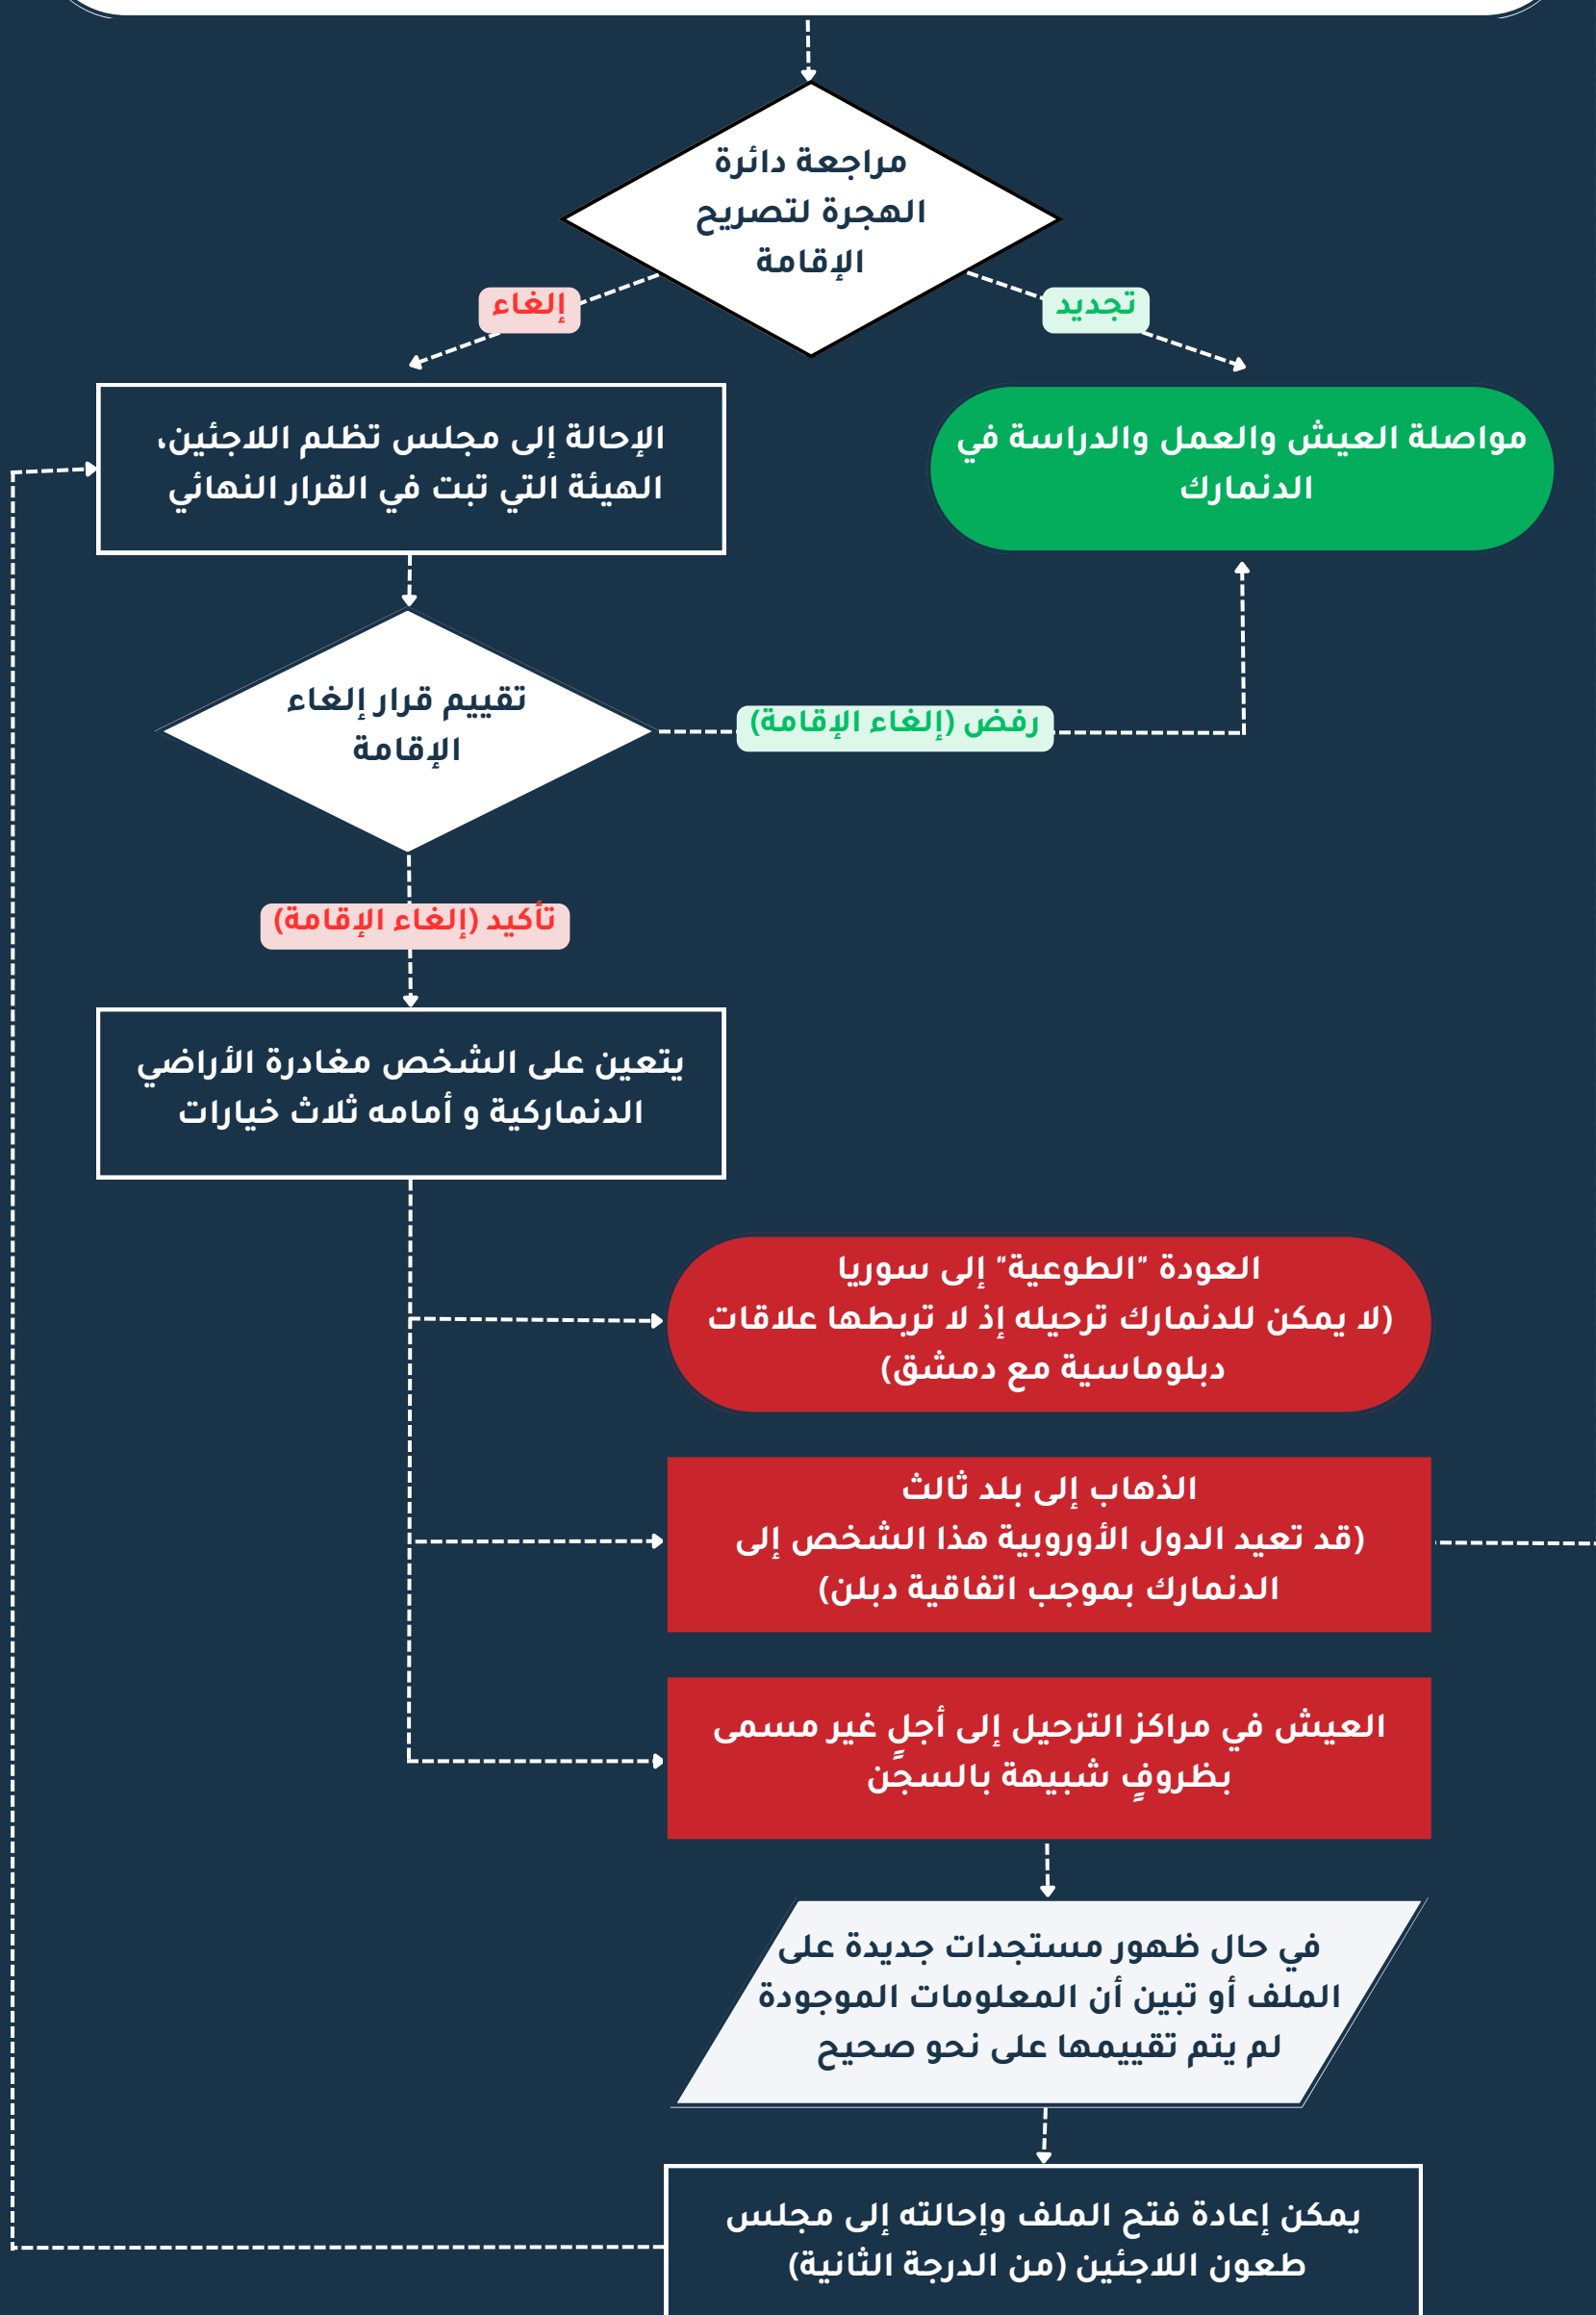 مراجعة دائرة
الهجرة لتصريح
الإقامة
تجديد
إلغاء
مواصلة العيش والعمل والدراسة في
الدنمارك
الإحالة إلى مجلس تظلم اللاجئين،
الهيئة التي تبت في القرار النهائي
تقييم قرار إلغاء
الإقامة
رفض (إلغاء الإقامة)
تأكيد (إلغاء الإقامة)
يتعين على الشخص مغادرة الأراضي
الدنماركية و أمامه ثلاث خيارات
العودة "الطوعية" إلى سوريا
(لا يمكن للدنمارك ترحيله إذ لا تربطها علاقات
دبلوماسية مع دمشق)
الذهاب إلى بلد ثالث
(قد تعيد الدول الأوروبية هذا الشخص إلى
الدنمارك بموجب اتفاقية دبلن)
العيش في مراكز الترحيل إلى أجلٍ غير مسمى
بظروفٍ شبيهة بالسجن
في حال ظهور مستجدات جديدة على
الملف أو تبين أن المعلومات الموجودة
لم يتم تقييمها على نحو صحيح
يمكن إعادة فتح الملف وإحالته إلى مجلس
طعون اللاجئين (من الدرجة الثانية)